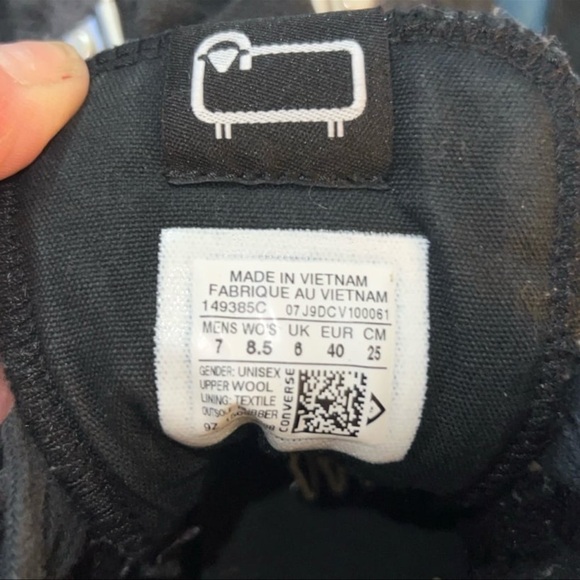 MADE IN VIETNAM
FABRIQUE AU VIETNAM
149385C 07J9DCV100061
MENS WO'S UK EUR CM
7 8.5 6 40 25
GENDER: UNISEX
UPPER WOOL
LINING: TEXTILE
CONVERSE